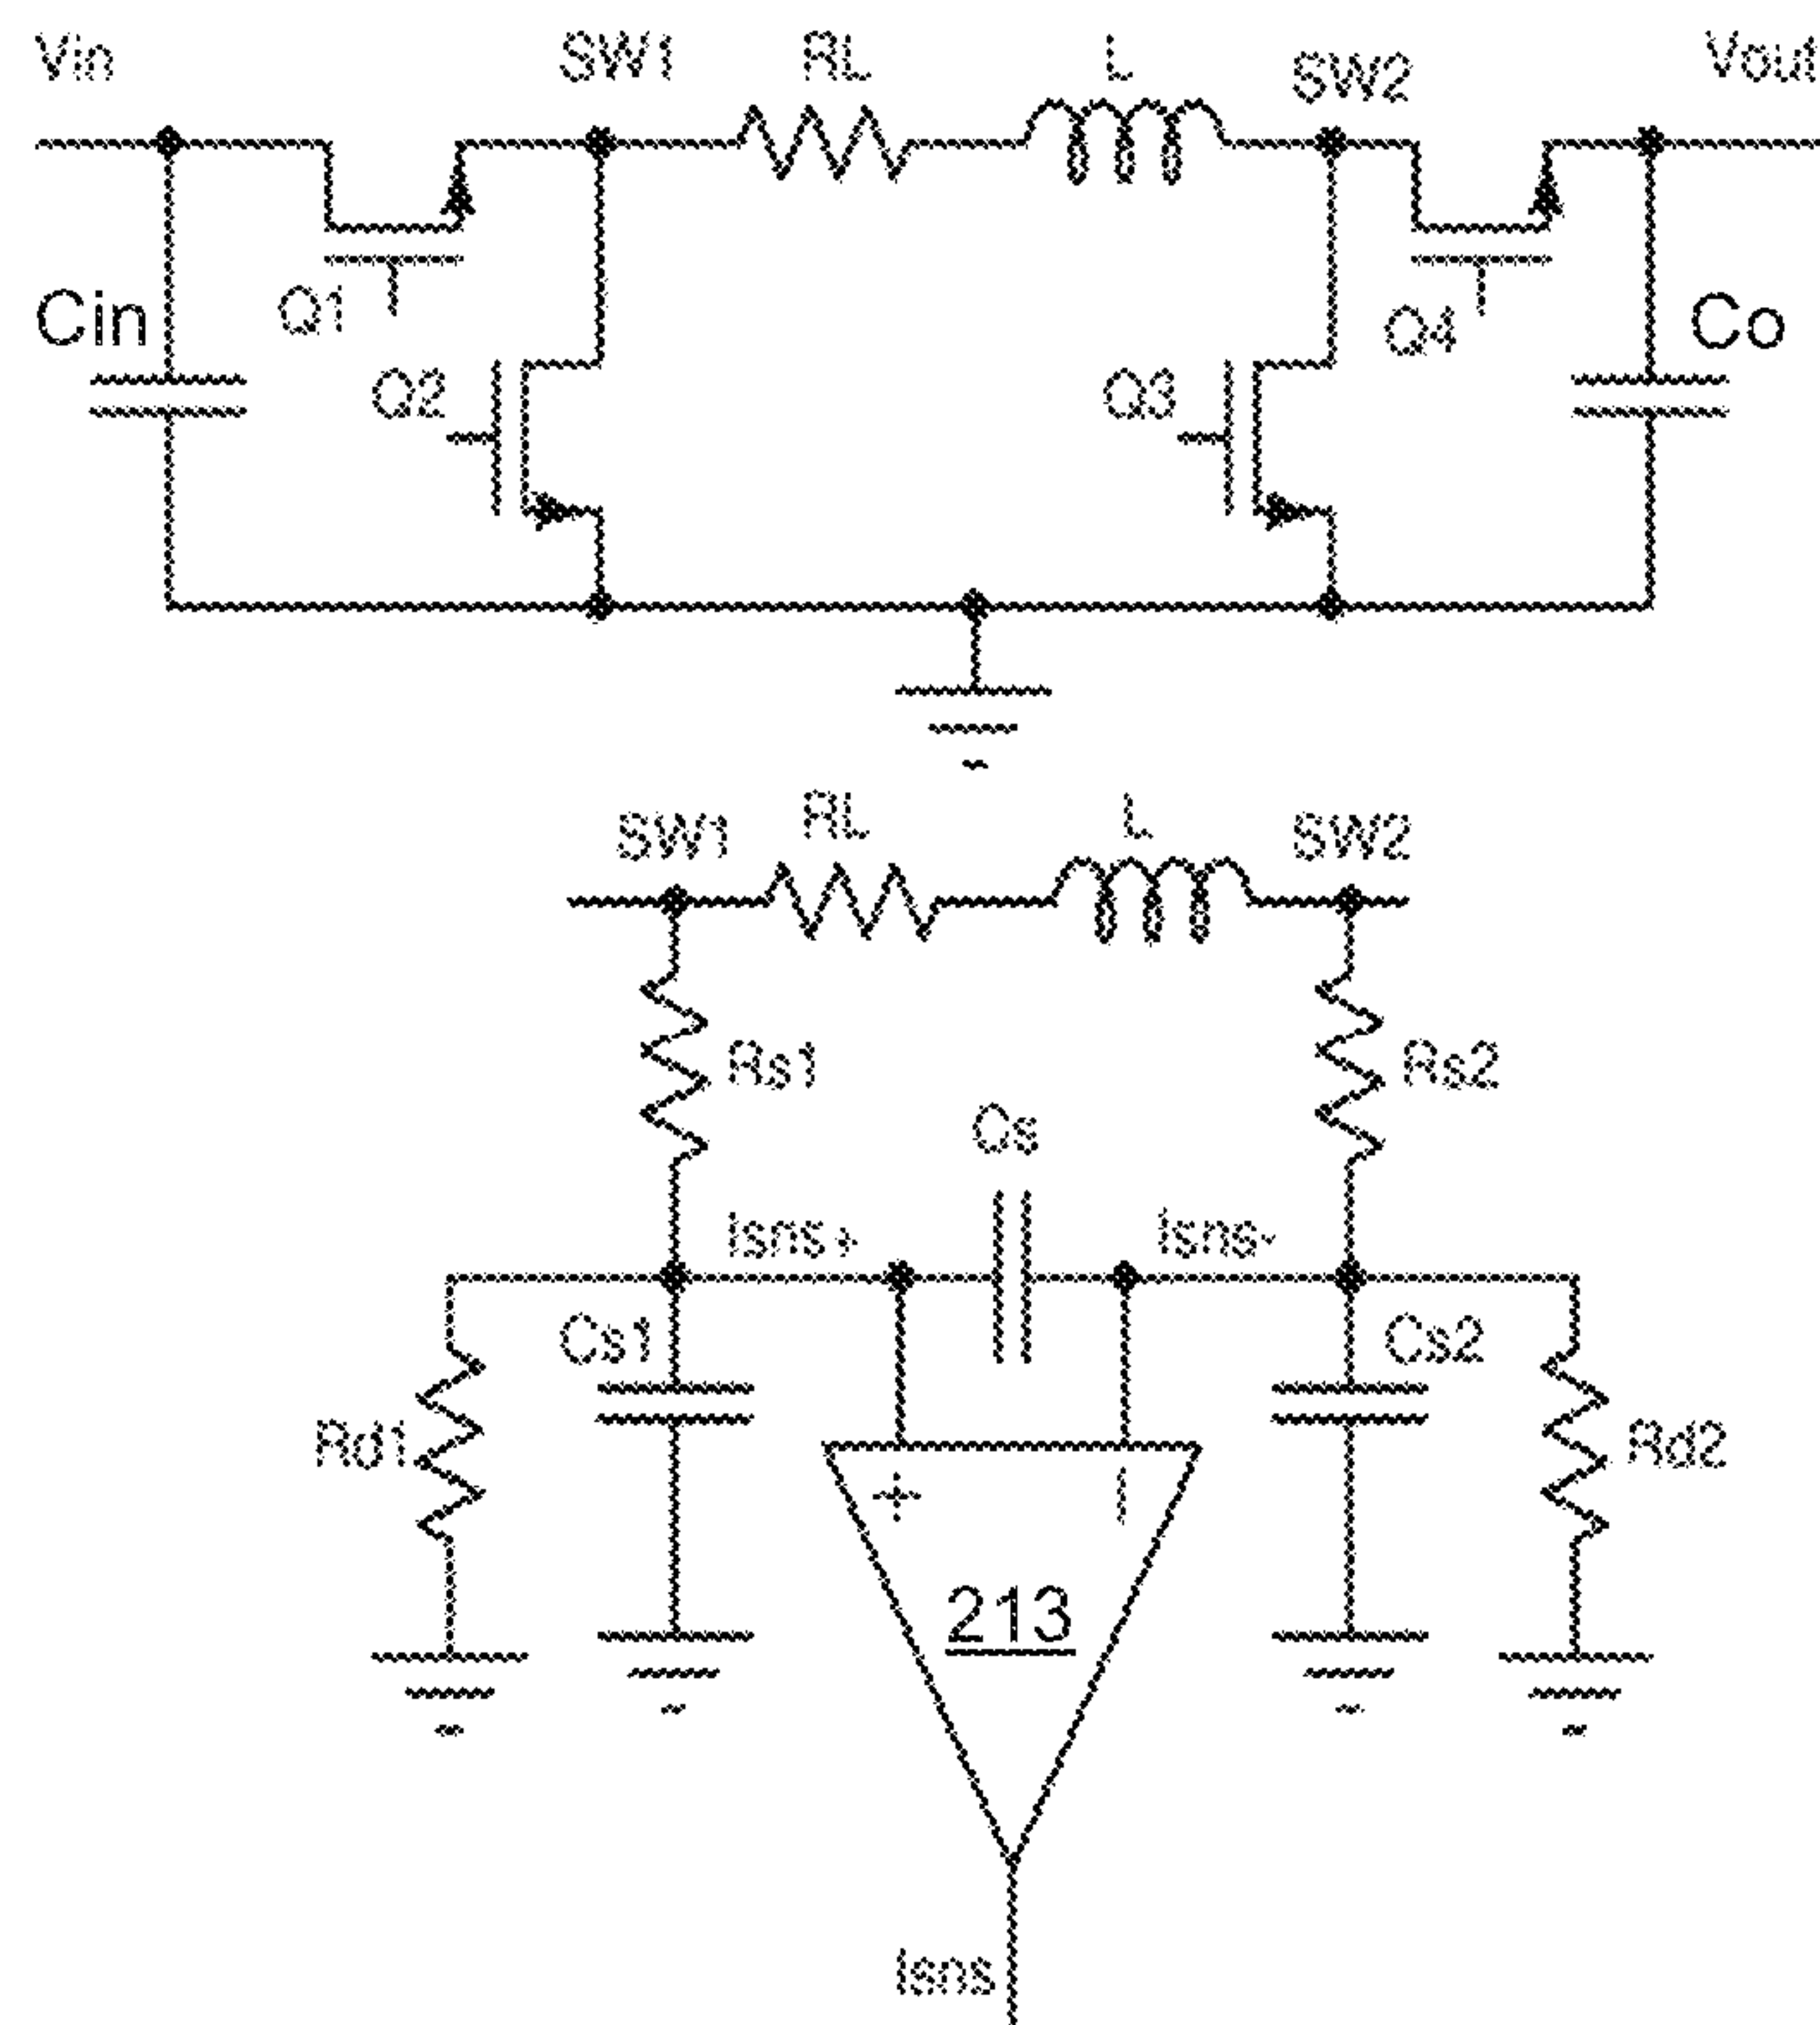 Vin SW1 RL L SW2 Vout
Cin Q1 Q2 Q3 Q4 Co
SW1 RL L SW2
Rs1 Rs2
Cs
Isns+ Isns-
Cs1 Cs2
Rd1 + - Rd2
213
Isns